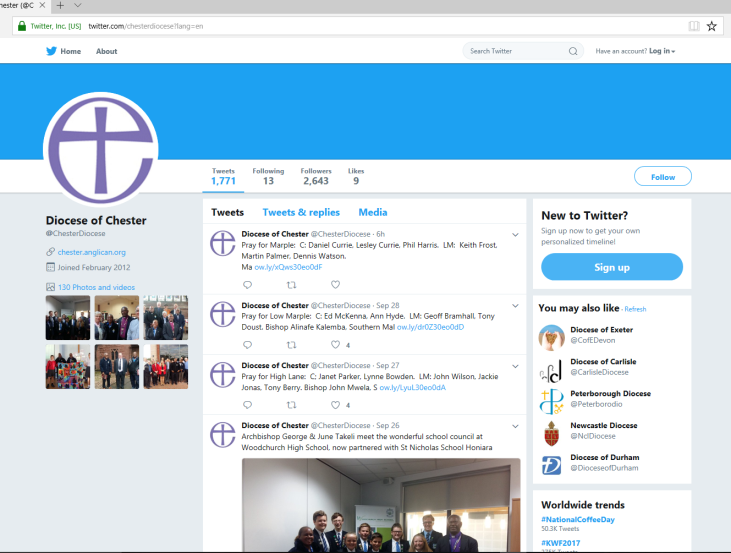 hester (@C
Twitter, Inc. [US] twitter.com/chesterdiocese?lang=en
Home About
Search Twitter
Have an account? Log in
Tweets Following Followers Likes
1,771 13 2,643 9
Follow
Diocese of Chester
@ChesterDiocese
chester.anglican.org
Joined February 2012
130 Photos and videos
Tweets Tweets & replies Media
Diocese of Chester @ChesterDiocese · 6h
Pray for Marple: C: Daniel Currie, Lesley Currie, Phil Harris. LM: Keith Frost,
Martin Palmer, Dennis Watson,
Ma ow.ly/xQws30eo0dF
Diocese of Chester @ChesterDiocese · Sep 28
Pray for Low Marple: C: Ed McKenna, Ann Hyde. LM: Geoff Bramhall, Tony
Doust. Bishop Alinafe Kalemba, Southern Mal ow.ly/dr0Z30eo0dD
4
Diocese of Chester @ChesterDiocese · Sep 27
Pray for High Lane: C: Janet Parker, Lynne Bowden. LM: John Wilson, Jackie
Jonas, Tony Berry. Bishop John Mwela, S ow.ly/LyuL30eo0dA
4
Diocese of Chester @ChesterDiocese · Sep 26
Archbishop George & June Takeli meet the wonderful school council at
Woodchurch High School, now partnered with St Nicholas School Honiara
New to Twitter?
Sign up now to get your own
personalized timeline!
Sign up
You may also like · Refresh
Diocese of Exeter
@CofEDevon
Diocese of Carlisle
@CarlisleDiocese
Peterborough Diocese
@Peterborodio
Newcastle Diocese
@NclDiocese
Diocese of Durham
@DioceseofDurham
Worldwide trends
#NationalCoffeeDay
50.3K Tweets
#KWF2017